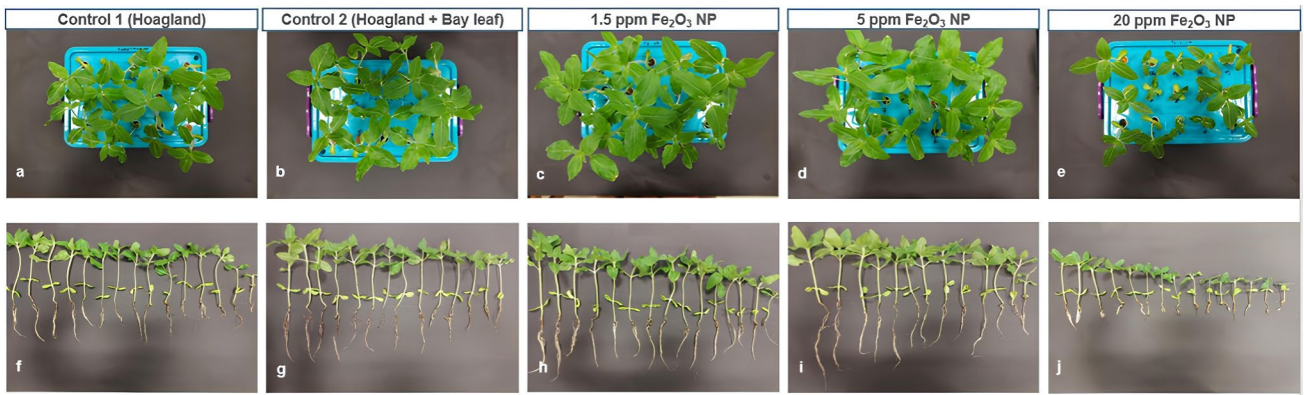 Control 1 (Hoagland)
Control 2 (Hoagland + Bay leaf)
1.5 ppm Fe₂O₃ NP
5 ppm Fe₂O₃ NP
20 ppm Fe₂O₃ NP
a
b
c
d
e
f
g
h
i
j